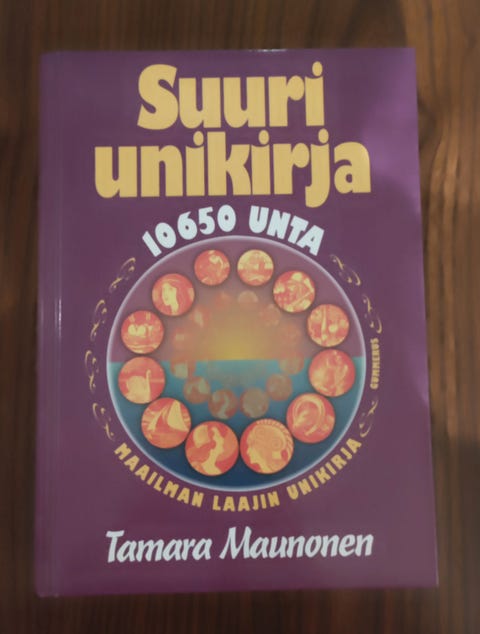 Suuri
unikirja
10650 UNTA
GUMMERUS
MAAILMAN LAAJIN UNIKIRJA
Tamara Maunonen